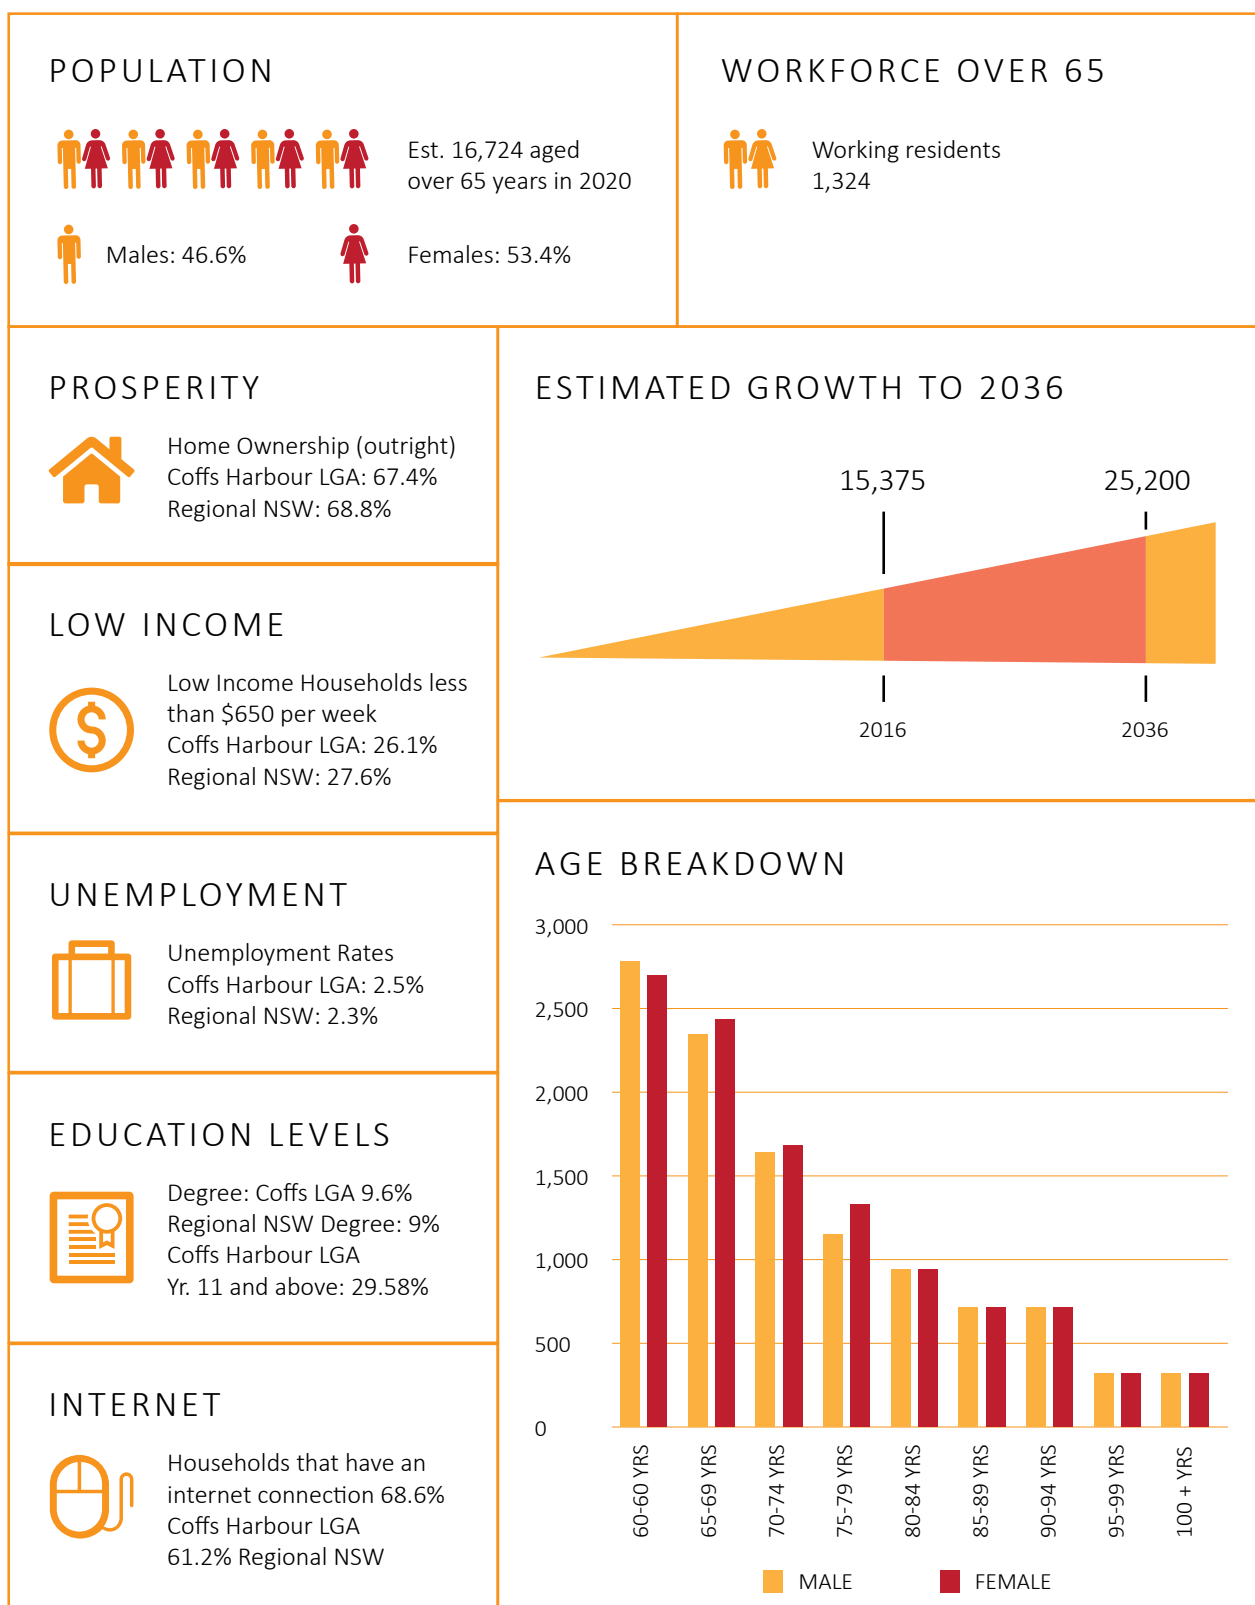 POPULATION
Est. 16,724 aged
over 65 years in 2020
Males: 46.6%
Females: 53.4%
WORKFORCE OVER 65
Working residents
1,324
PROSPERITY
Home Ownership (outright)
Coffs Harbour LGA: 67.4%
Regional NSW: 68.8%
LOW INCOME
$
Low Income Households less
than $650 per week
Coffs Harbour LGA: 26.1%
Regional NSW: 27.6%
UNEMPLOYMENT
Unemployment Rates
Coffs Harbour LGA: 2.5%
Regional NSW: 2.3%
EDUCATION LEVELS
Degree: Coffs LGA 9.6%
Regional NSW Degree: 9%
Coffs Harbour LGA
Yr. 11 and above: 29.58%
INTERNET
Households that have an
internet connection 68.6%
Coffs Harbour LGA
61.2% Regional NSW
ESTIMATED GROWTH TO 2036
15,375
25,200
2016
2036
AGE BREAKDOWN
3,000
2,500
2,000
1,500
1,000
500
0
60-60 YRS
65-69 YRS
70-74 YRS
75-79 YRS
80-84 YRS
85-89 YRS
90-94 YRS
95-99 YRS
100 + YRS
MALE
FEMALE